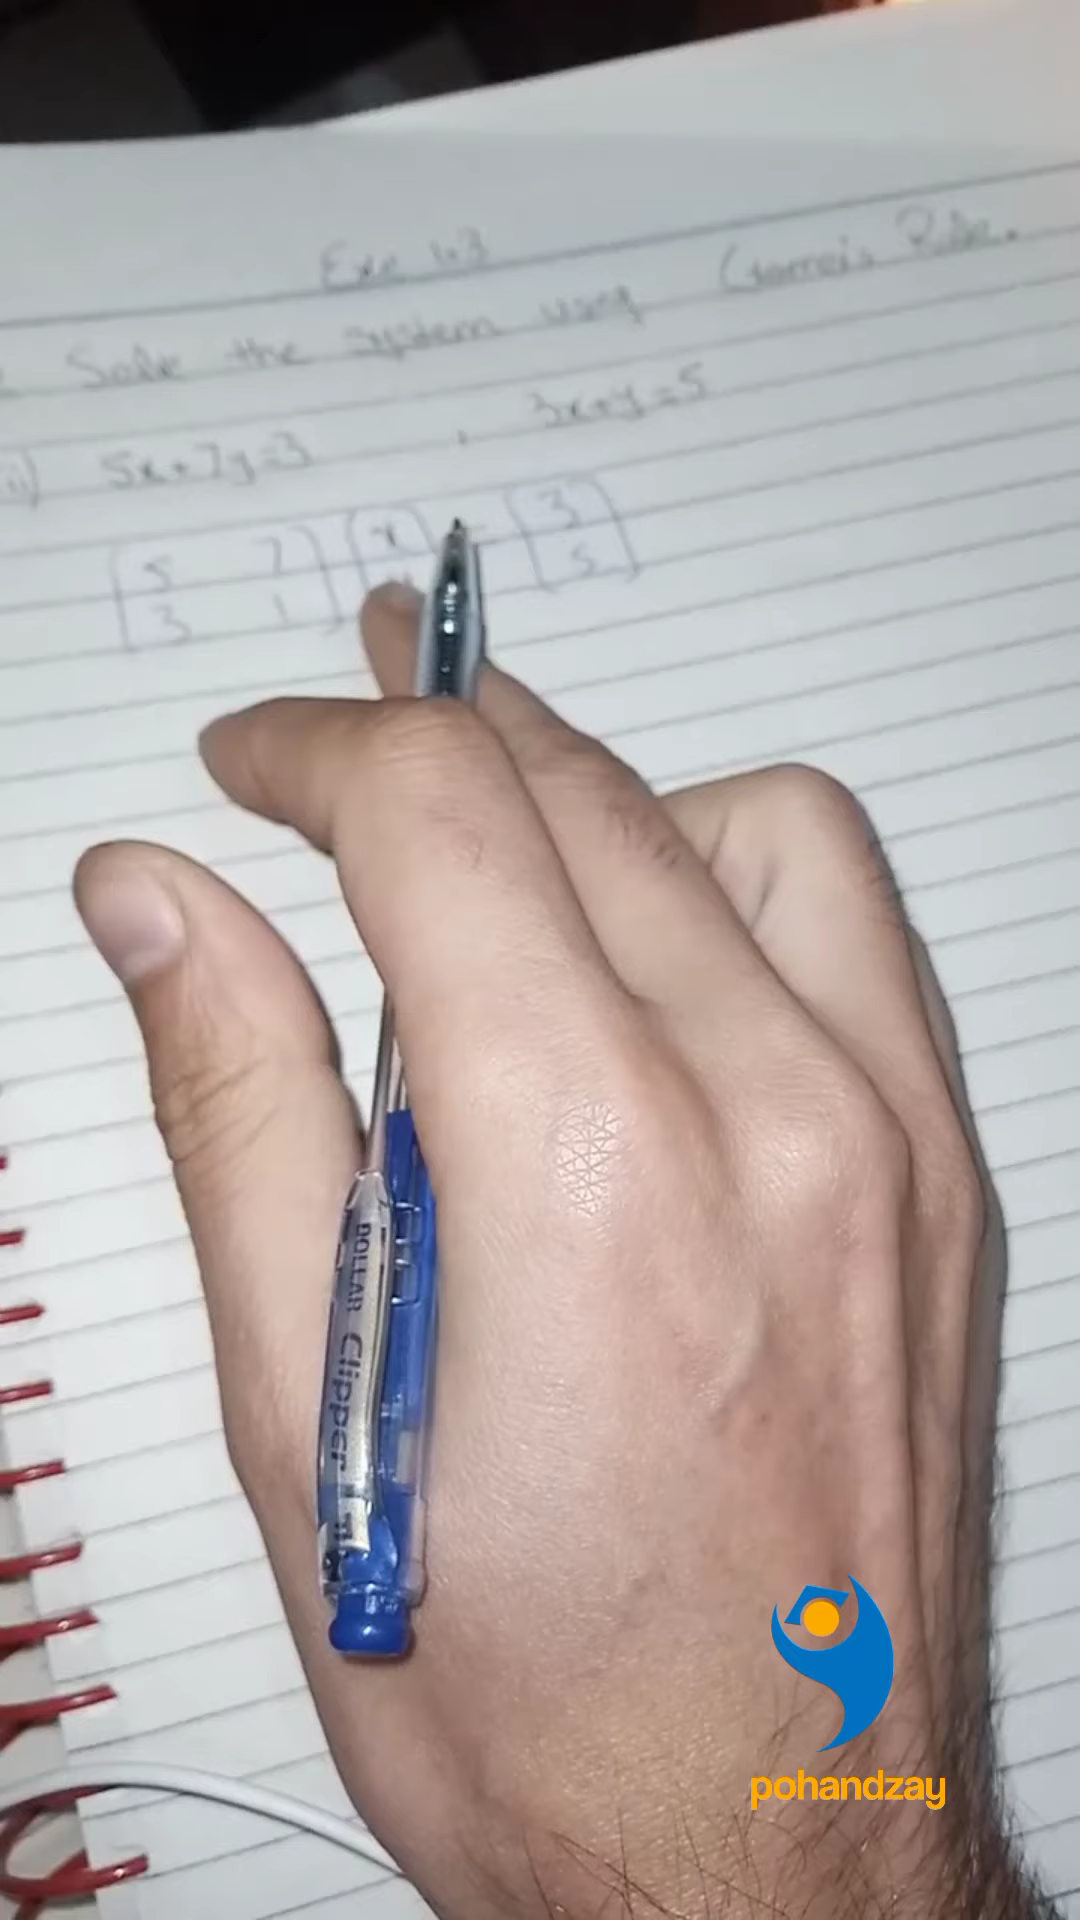 Exe 1.3
Solve the system using Cramer's Rule.
ii) 5x+7y=3 , 3x+y=5
5 7 x = 3
3 1 5
DOLLAR Clipper
pohandzay